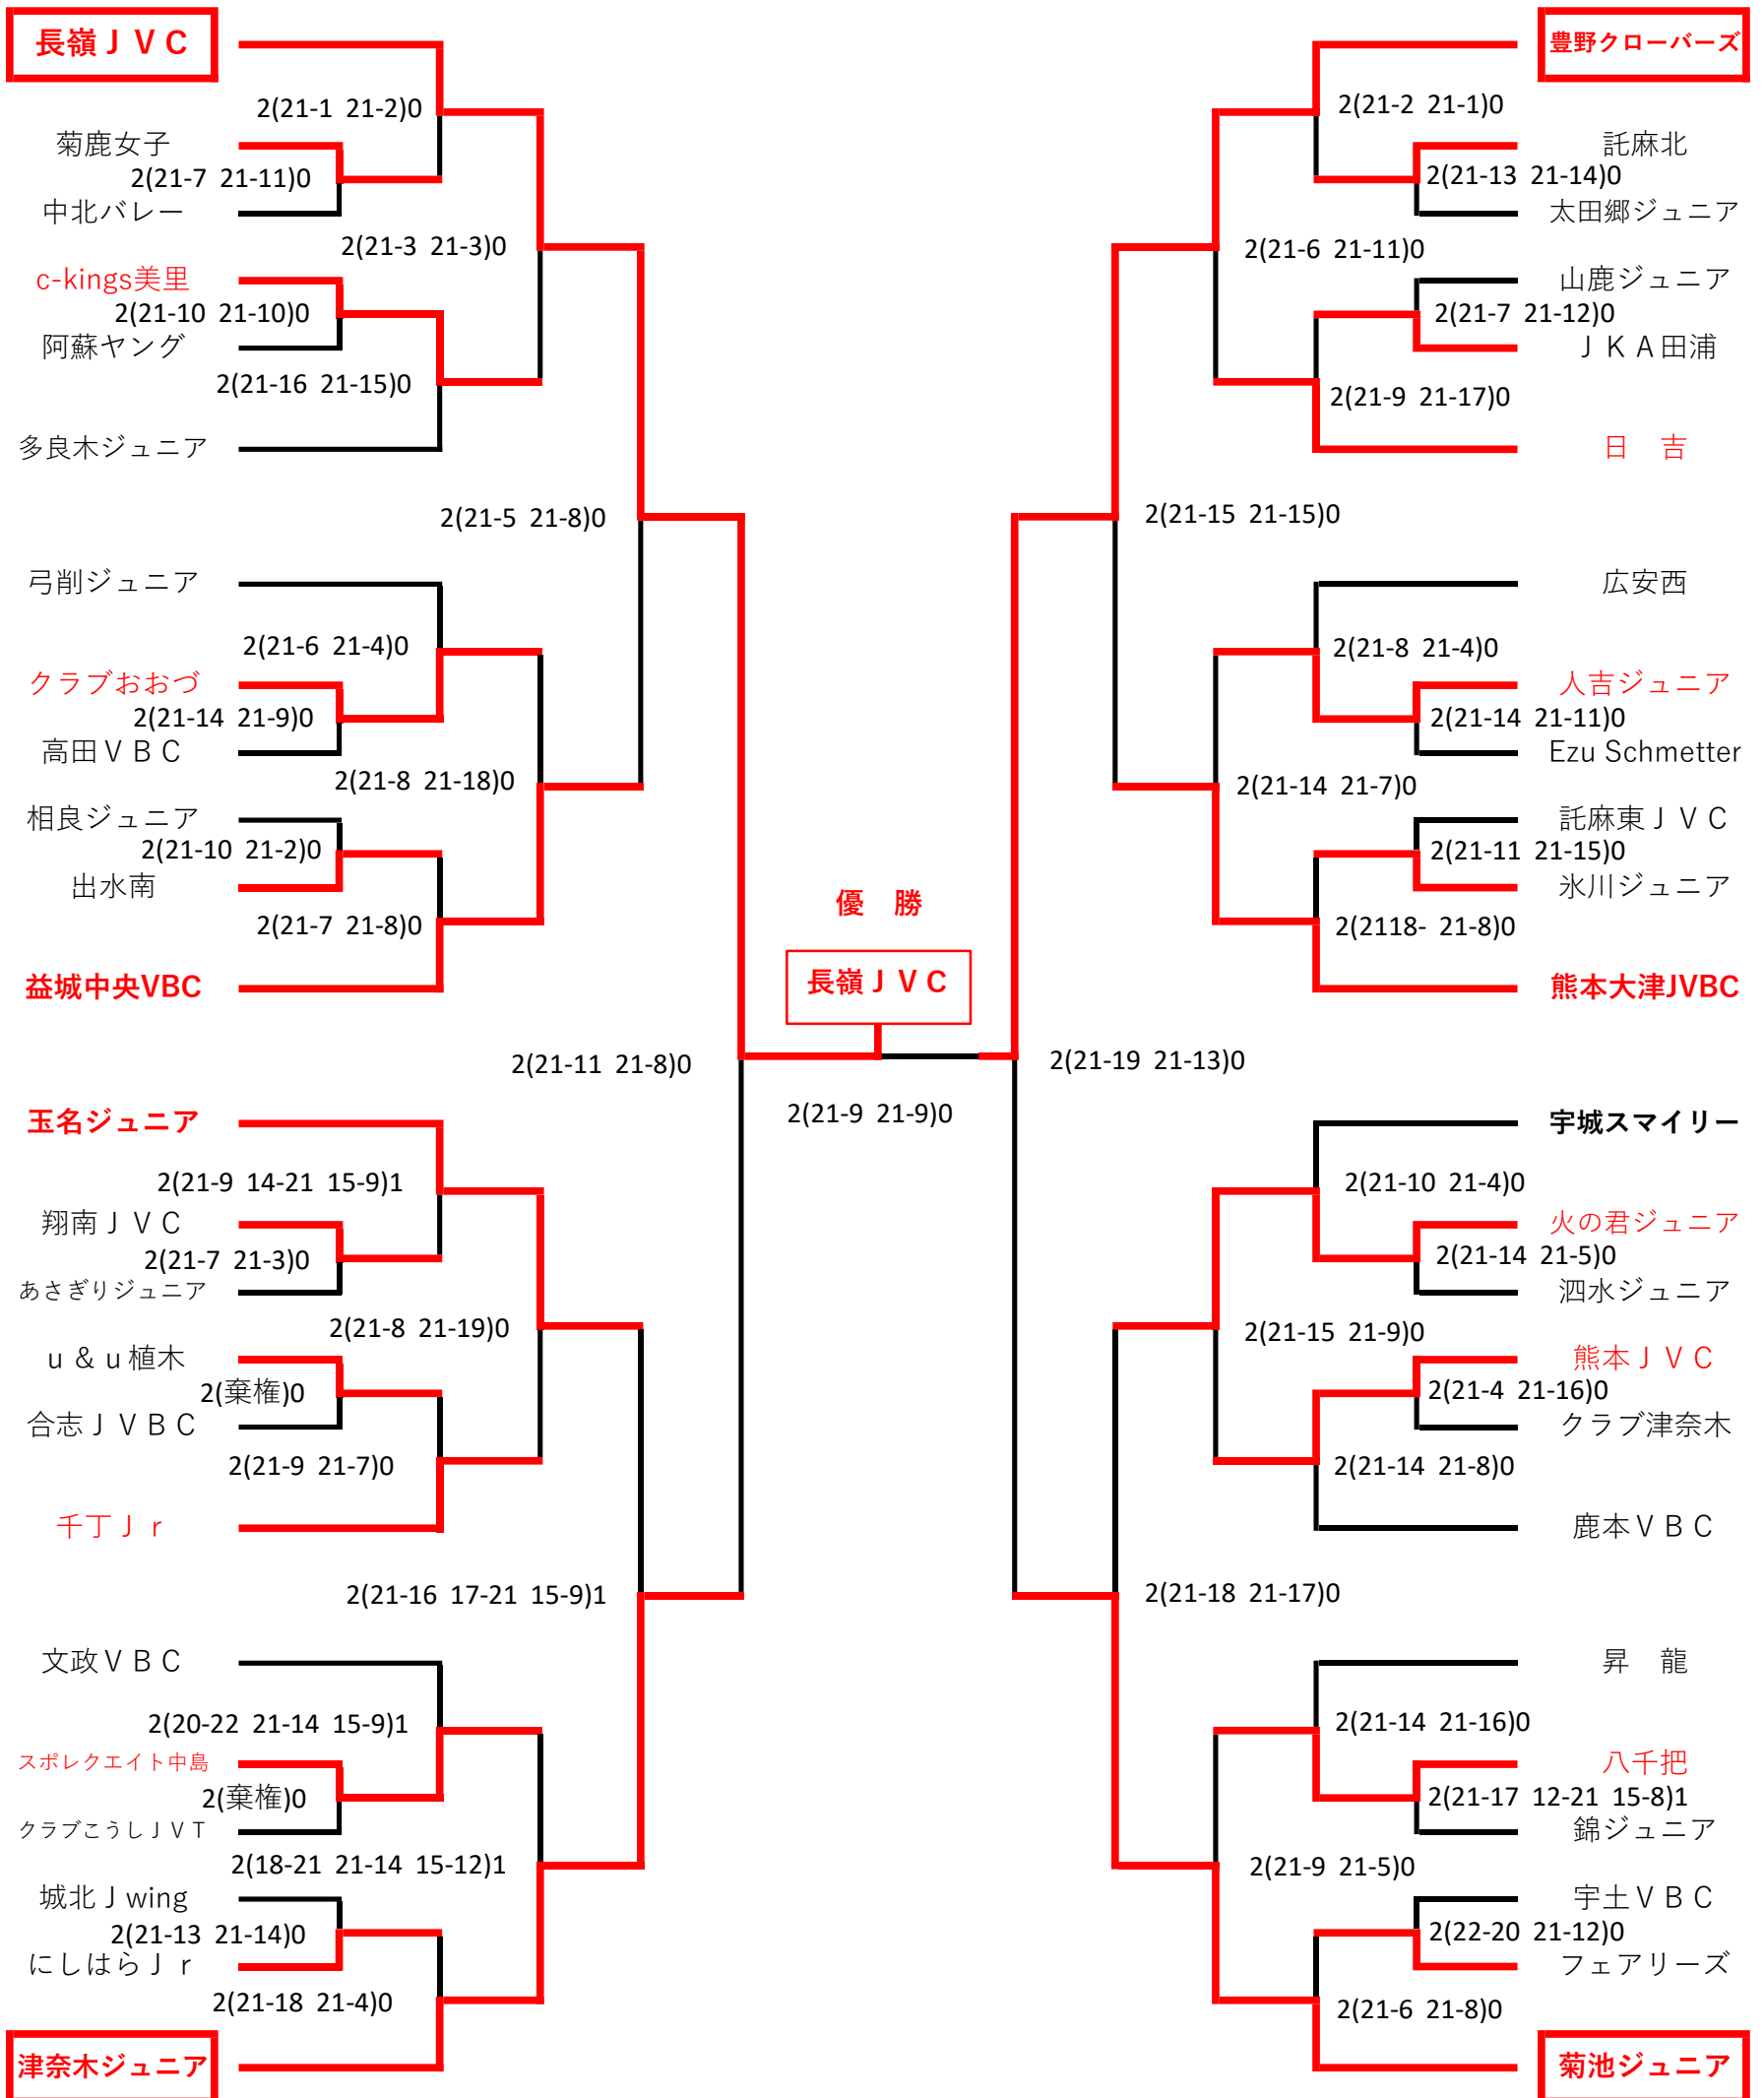 長嶺ＪＶＣ
2(21-1 21-2)0
菊鹿女子
2(21-7 21-11)0
中北バレー
2(21-3 21-3)0
c-kings美里
2(21-10 21-10)0
阿蘇ヤング
2(21-16 21-15)0
多良木ジュニア
2(21-5 21-8)0
弓削ジュニア
2(21-6 21-4)0
クラブおおづ
2(21-14 21-9)0
高田ＶＢＣ
2(21-8 21-18)0
相良ジュニア
2(21-10 21-2)0
出水南
2(21-7 21-8)0
益城中央VBC
2(21-11 21-8)0
玉名ジュニア
2(21-9 14-21 15-9)1
翔南ＪＶＣ
2(21-7 21-3)0
あさぎりジュニア
2(21-8 21-19)0
ｕ＆ｕ植木
2(棄権)0
合志ＪＶＢＣ
2(21-9 21-7)0
千丁Ｊｒ
2(21-16 17-21 15-9)1
文政ＶＢＣ
2(20-22 21-14 15-9)1
スポレクエイト中島
2(棄権)0
クラブこうしＪＶＴ
2(18-21 21-14 15-12)1
城北Ｊwing
2(21-13 21-14)0
にしはらＪｒ
2(21-18 21-4)0
津奈木ジュニア
優　勝
長嶺ＪＶＣ
2(21-9 21-9)0
豊野クローバーズ
2(21-2 21-1)0
託麻北
2(21-13 21-14)0
太田郷ジュニア
2(21-6 21-11)0
山鹿ジュニア
2(21-7 21-12)0
ＪＫＡ田浦
2(21-9 21-17)0
日　吉
2(21-15 21-15)0
広安西
2(21-8 21-4)0
人吉ジュニア
2(21-14 21-11)0
Ezu Schmetter
2(21-14 21-7)0
託麻東ＪＶＣ
2(21-11 21-15)0
氷川ジュニア
2(2118- 21-8)0
熊本大津JVBC
2(21-19 21-13)0
宇城スマイリー
2(21-10 21-4)0
火の君ジュニア
2(21-14 21-5)0
泗水ジュニア
2(21-15 21-9)0
熊本ＪＶＣ
2(21-4 21-16)0
クラブ津奈木
2(21-14 21-8)0
鹿本ＶＢＣ
2(21-18 21-17)0
昇　龍
2(21-14 21-16)0
八千把
2(21-17 12-21 15-8)1
錦ジュニア
2(21-9 21-5)0
宇土ＶＢＣ
2(22-20 21-12)0
フェアリーズ
2(21-6 21-8)0
菊池ジュニア